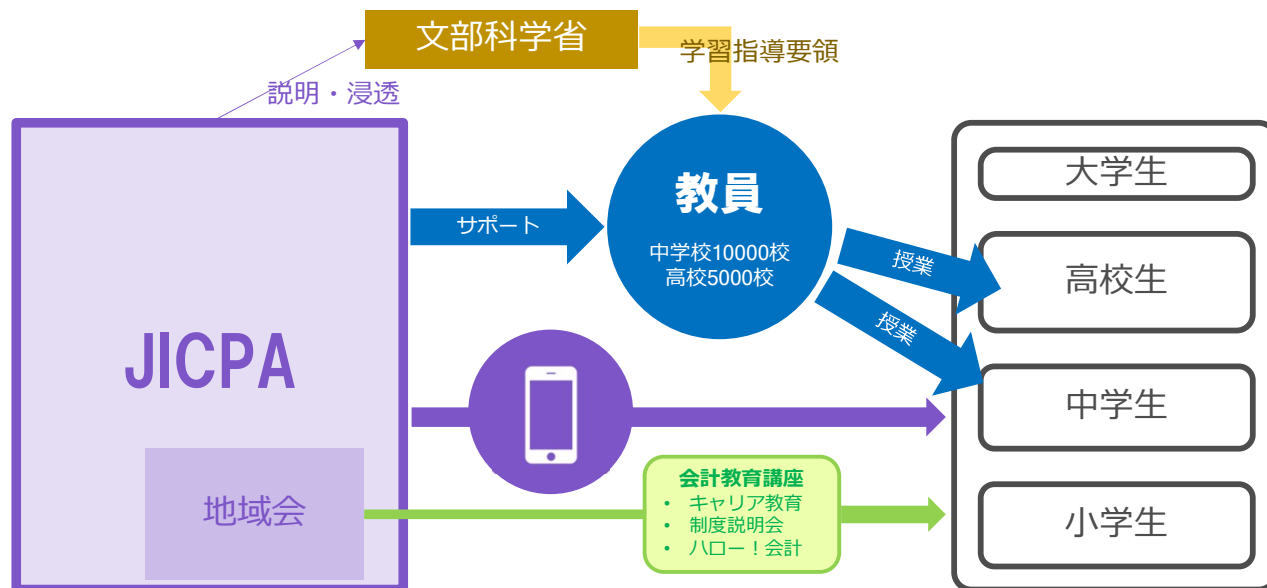 文部科学省
学習指導要領
説明・浸透
教員
中学校10000校
高校5000校
サポート
授業
授業
JICPA
地域会
会計教育講座
• キャリア教育
• 制度説明会
• ハロー！会計
大学生
高校生
中学生
小学生